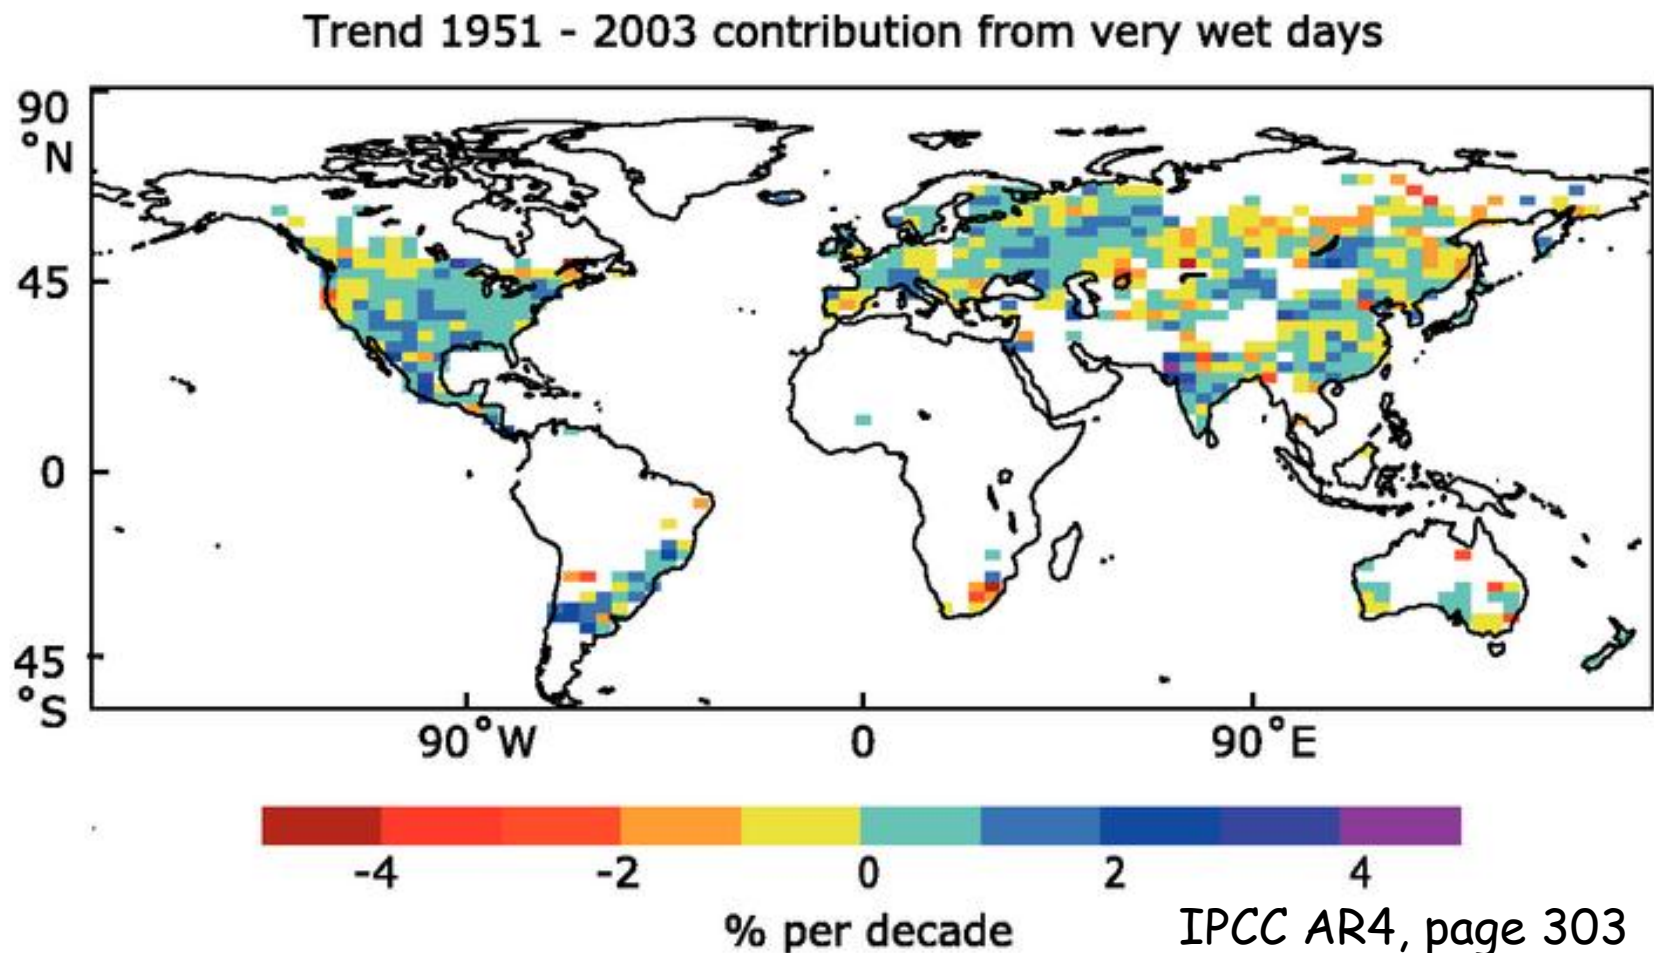 Trend 1951 - 2003 contribution from very wet days
90
°N
45
0
45
°S
90°W 0 90°E
-4 -2 0 2 4
% per decade
IPCC AR4, page 303